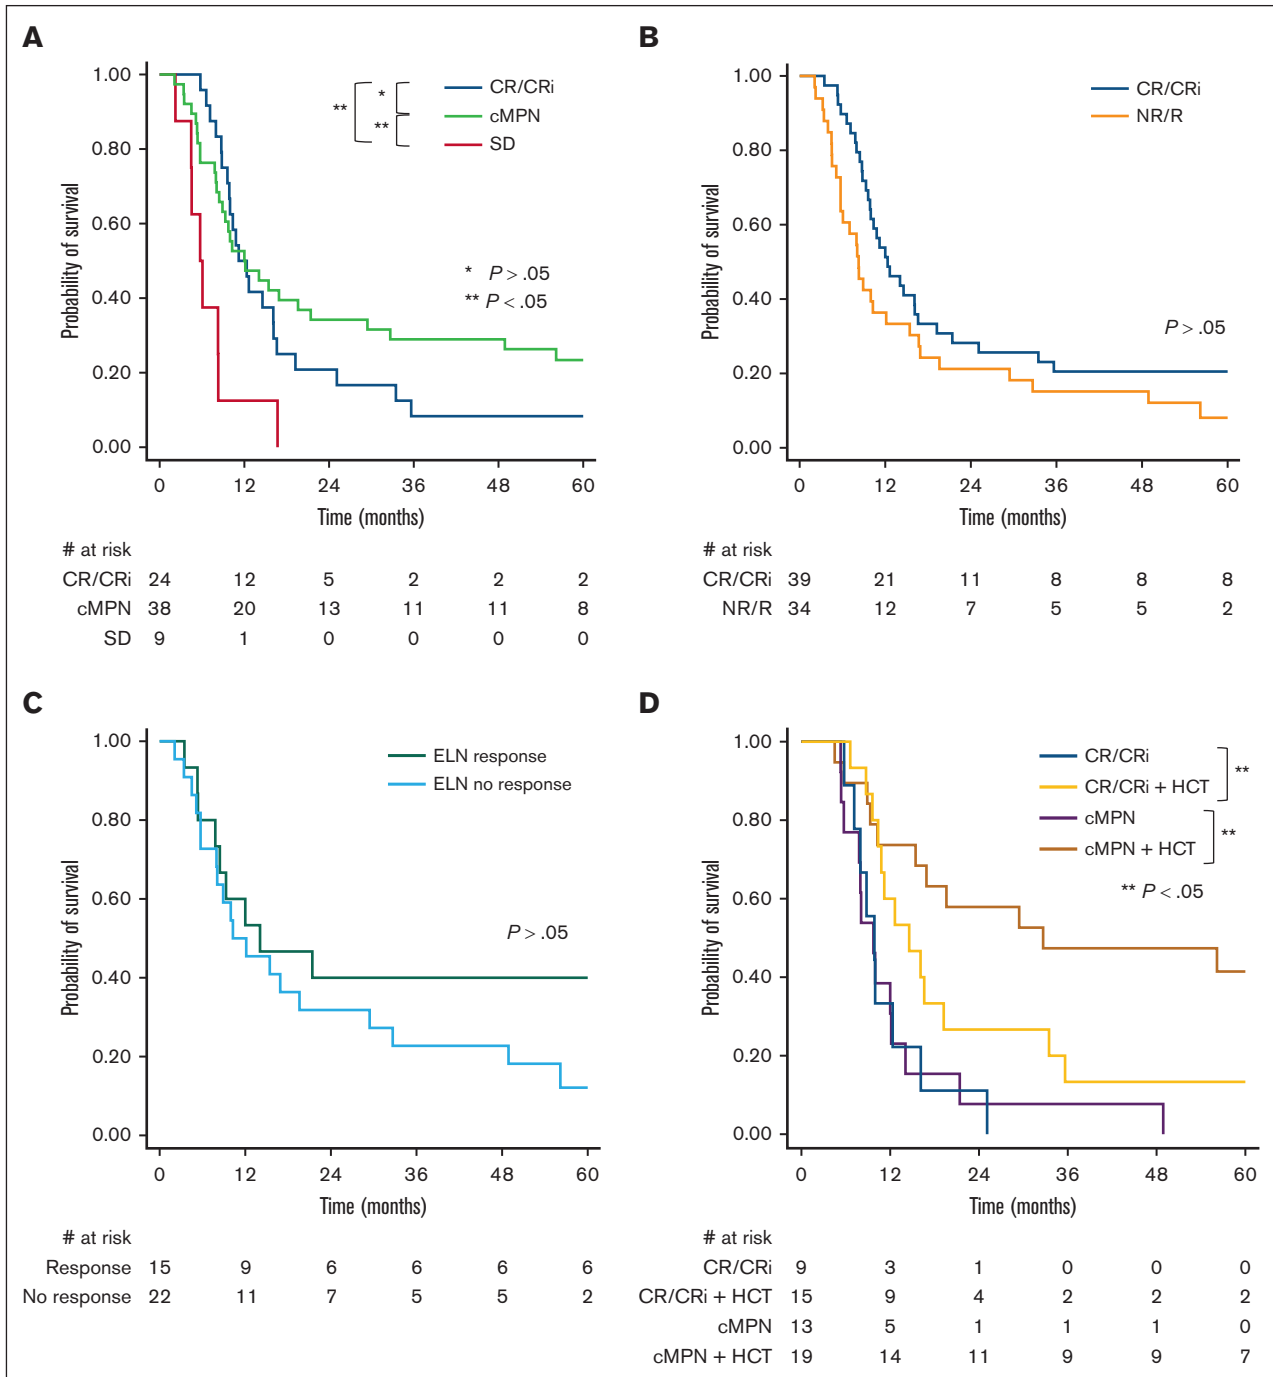 A
1.00
0.80
0.60
0.40
0.20
0.00
Probability of survival
** * **
CR/CRi
cMPN
SD
* P > .05
** P < .05
0 12 24 36 48 60
Time (months)
# at risk
CR/CRi 24 12 5 2 2 2
cMPN 38 20 13 11 11 8
SD 9 1 0 0 0 0
B
1.00
0.80
0.60
0.40
0.20
0.00
Probability of survival
CR/CRi
NR/R
P > .05
0 12 24 36 48 60
Time (months)
# at risk
CR/CRi 39 21 11 8 8 8
NR/R 34 12 7 5 5 2
C
1.00
0.80
0.60
0.40
0.20
0.00
Probability of survival
ELN response
ELN no response
P > .05
0 12 24 36 48 60
Time (months)
# at risk
Response 15 9 6 6 6 6
No response 22 11 7 5 5 2
D
1.00
0.80
0.60
0.40
0.20
0.00
Probability of survival
CR/CRi
CR/CRi + HCT
**
cMPN
cMPN + HCT
**
** P < .05
0 12 24 36 48 60
Time (months)
# at risk
CR/CRi 9 3 1 0 0 0
CR/CRi + HCT 15 9 4 2 2 2
cMPN 13 5 1 1 1 0
cMPN + HCT 19 14 11 9 9 7